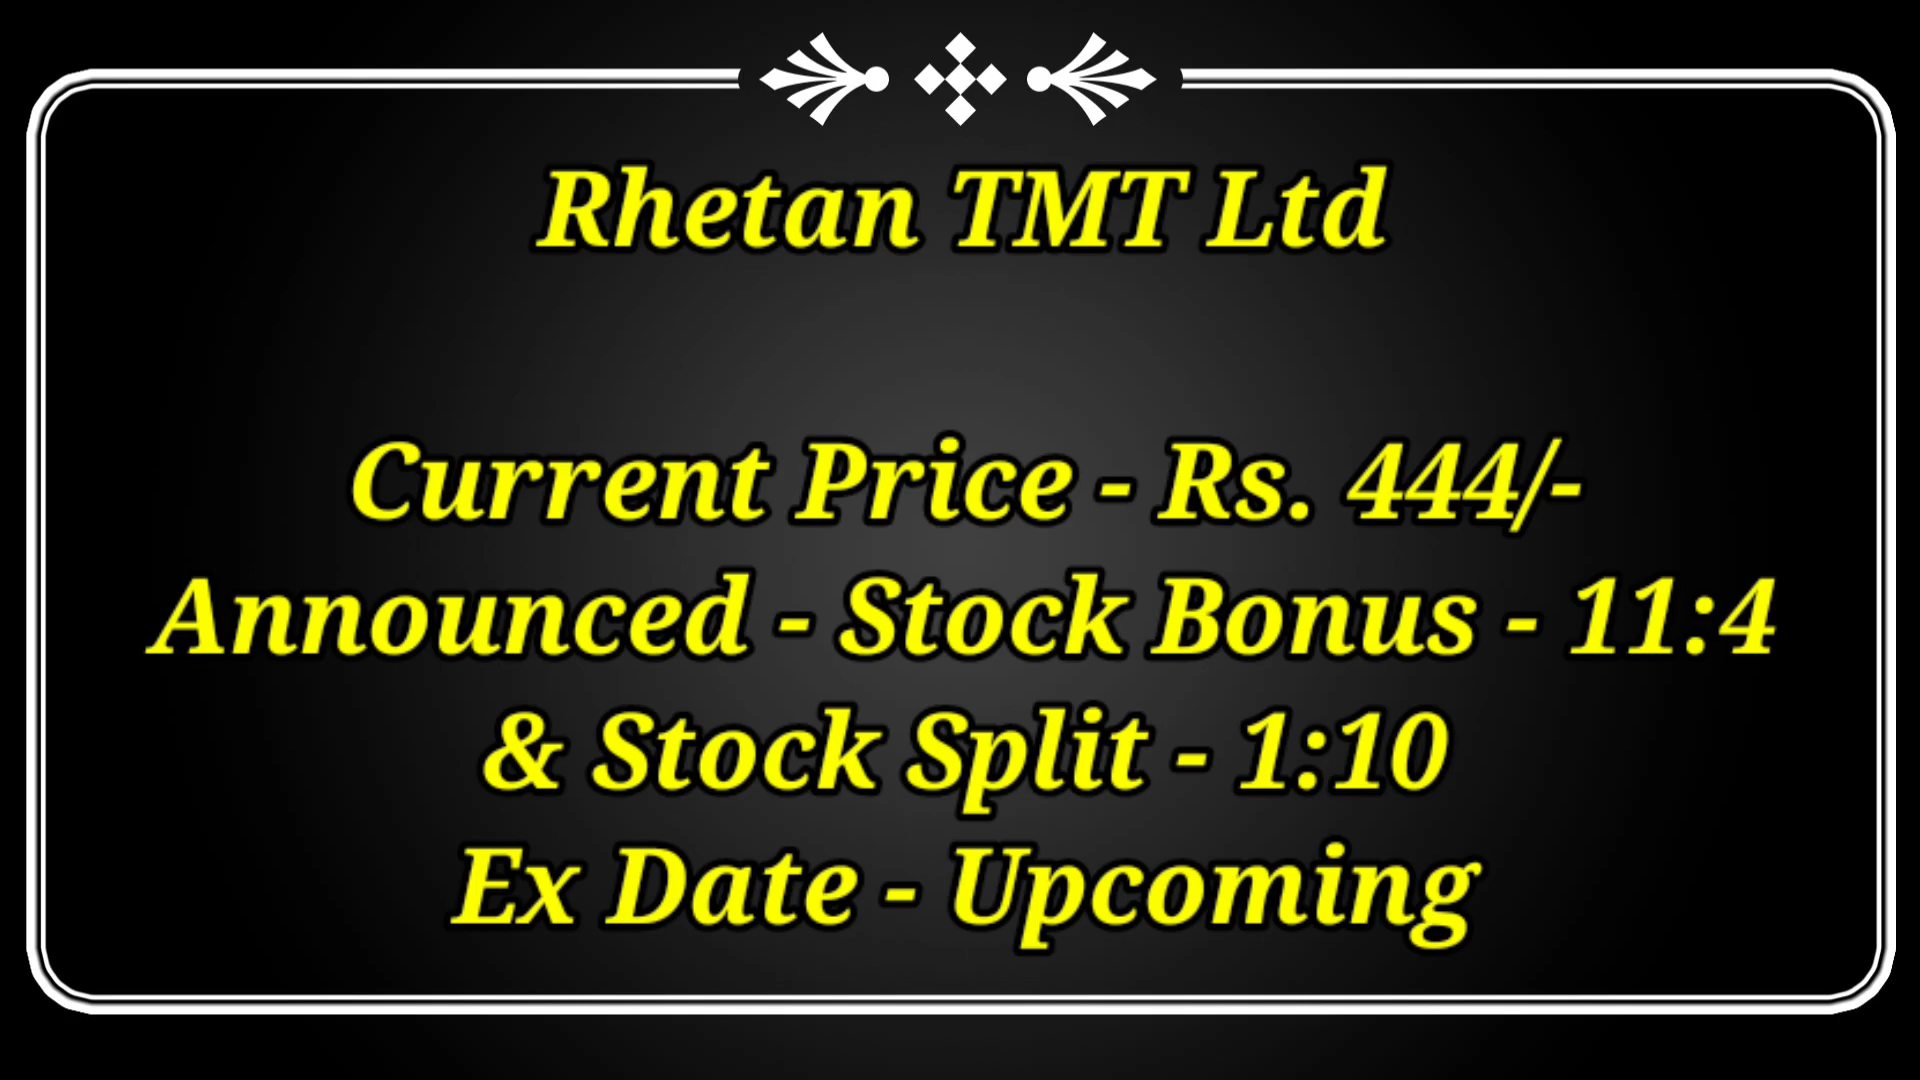 Rhetan TMT Ltd
Current Price - Rs. 444/-
Announced - Stock Bonus - 11:4
& Stock Split - 1:10
Ex Date - Upcoming